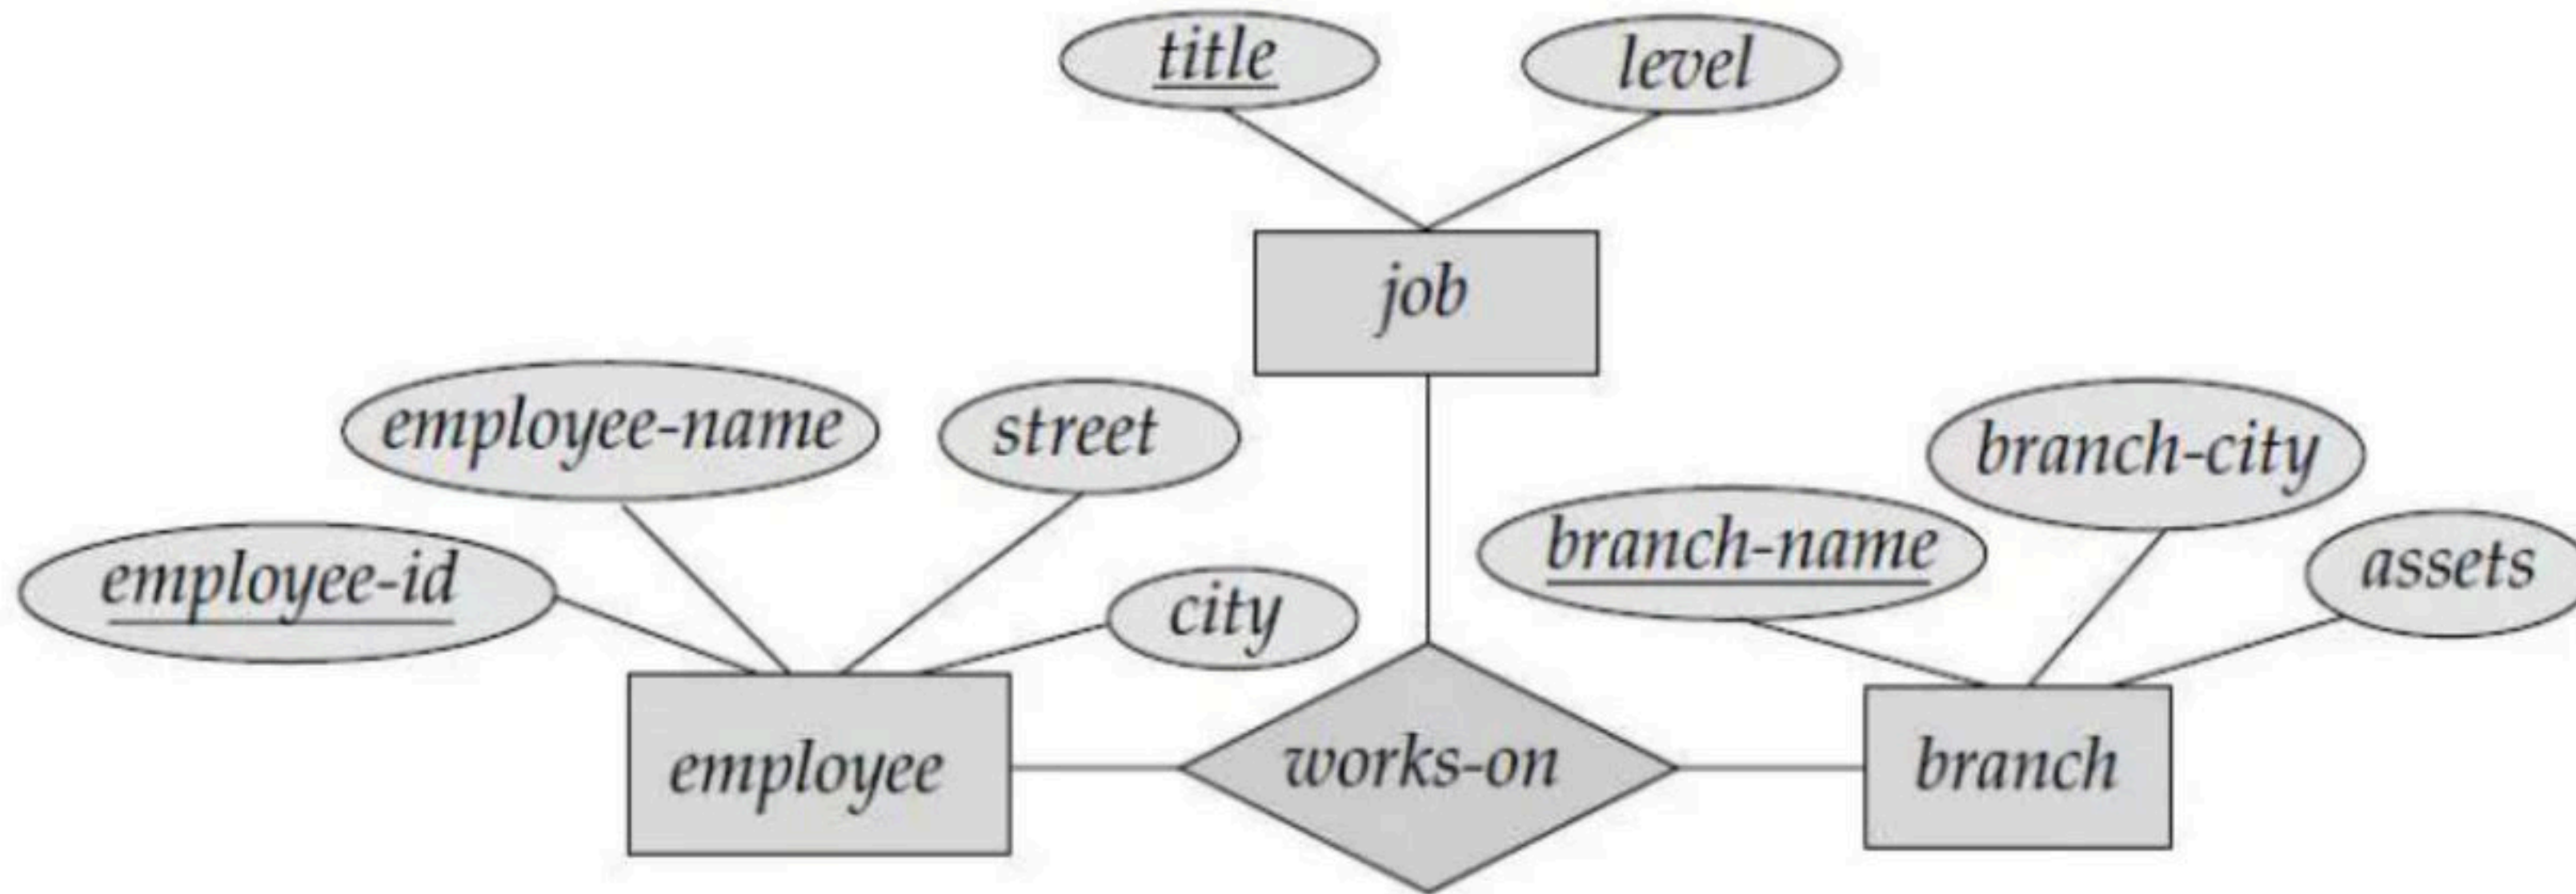 title
level
job
employee-name
street
branch-city
employee-id
city
branch-name
assets
employee
works-on
branch